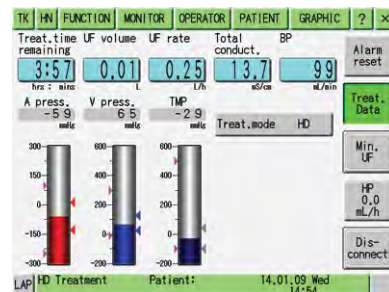 TK HN FUNCTION MONITOR OPERATOR PATIENT GRAPHIC ? ×
Treat.time remaining UF volume UF rate Total conduct. BP
3:57 0.01 0.25 13.7 99
hrs : mins L L/h mS/cm mL/min
A press. V press. TMP
-59 65 -29
mmHg mmHg mmHg
Treat.mode HD
300 600 600
150 400 400
0 200 200
-150 0 0
-300 -200 -200
Alarm reset
Treat. Data
Min. UF
HP 0.0 mL/h
Dis-connect
LAP HD Treatment Patient: 14.01.09 Wed
14:54